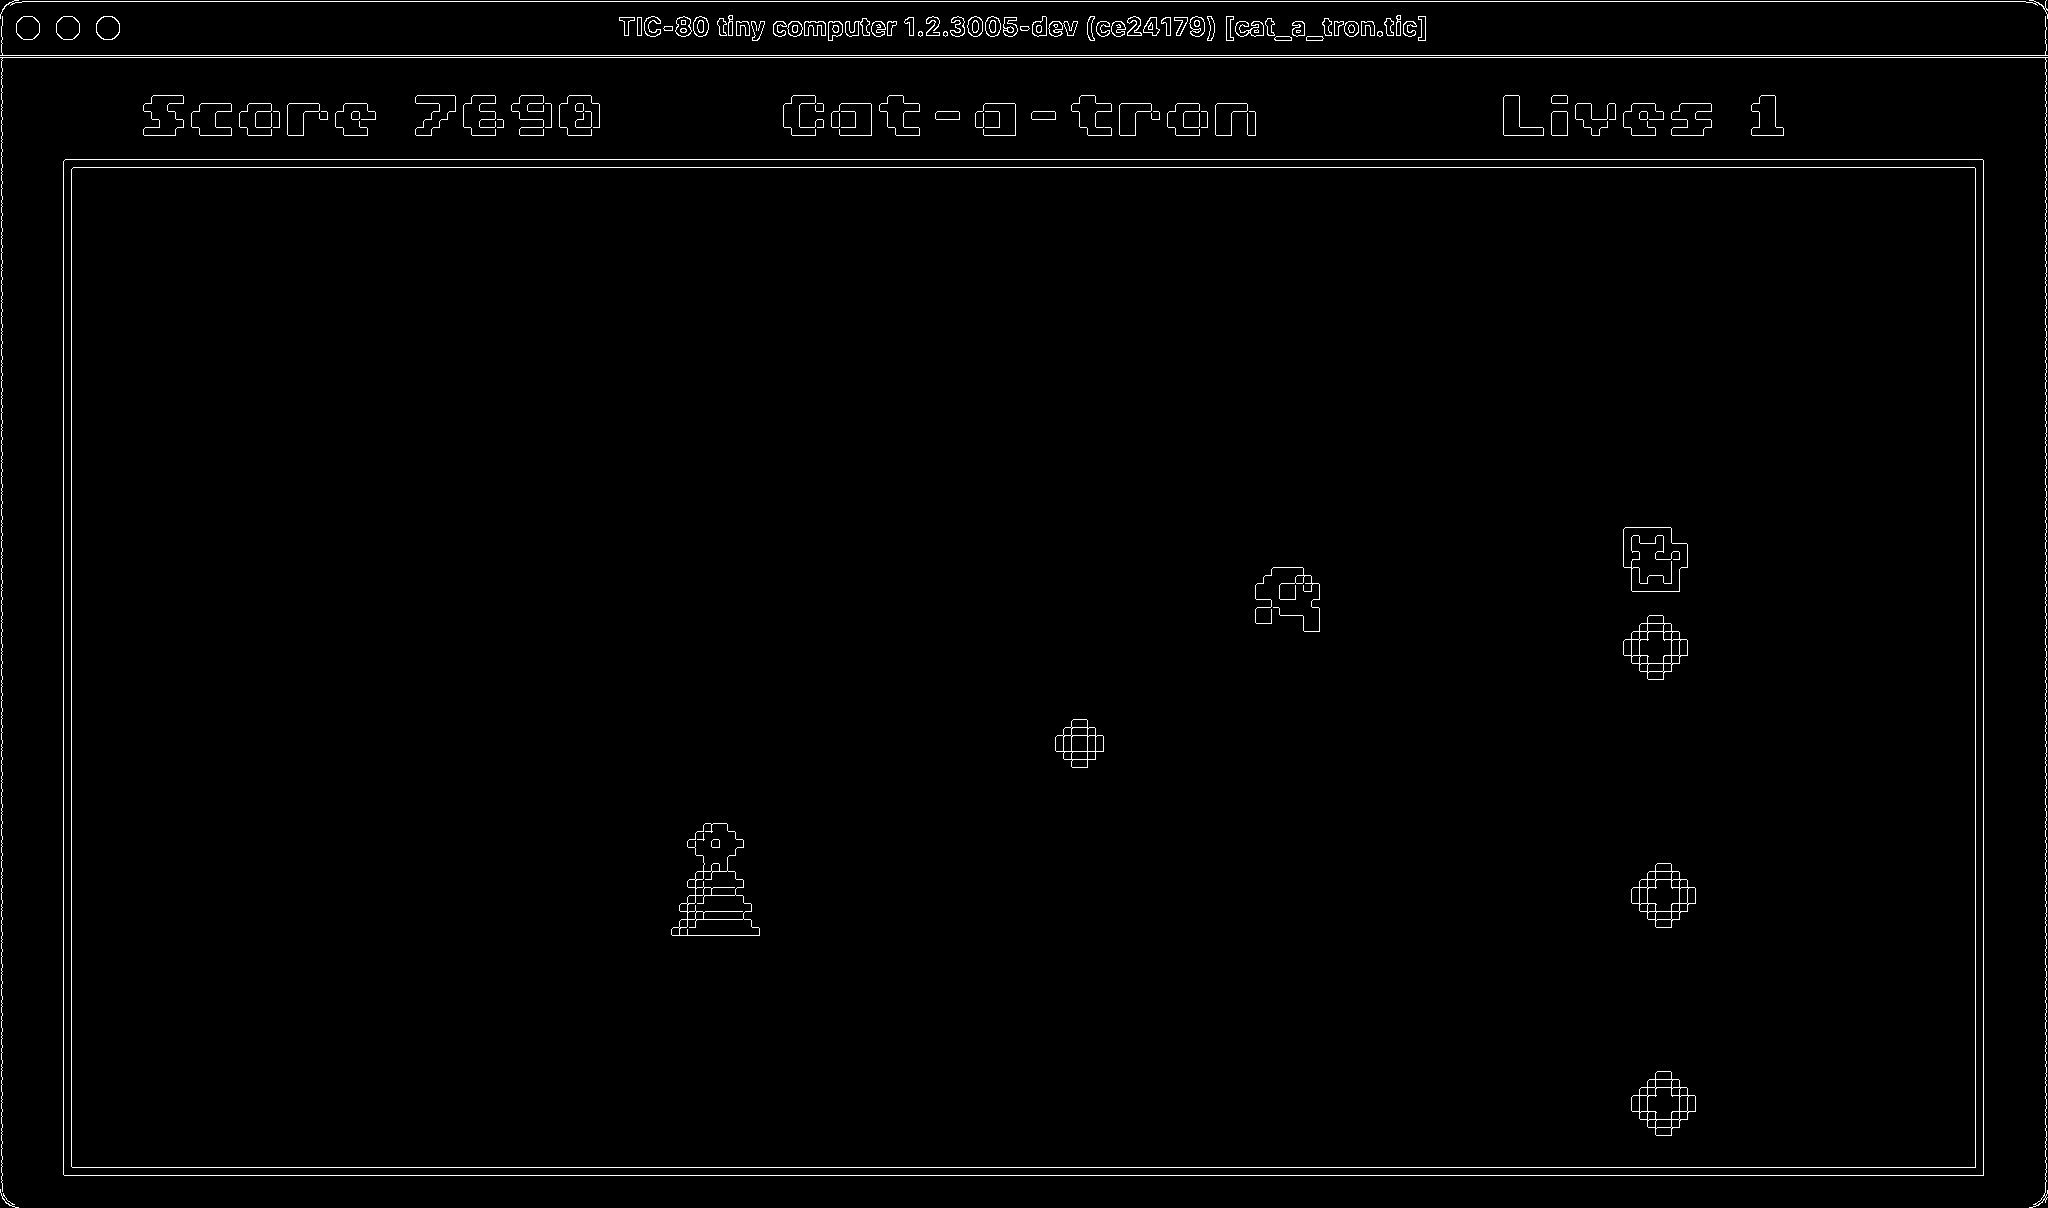 TIC-80 tiny computer 1.2.3005-dev (ce24179) [cat_a_tron.tic]
Score 7690 Cat-a-tron Lives 1